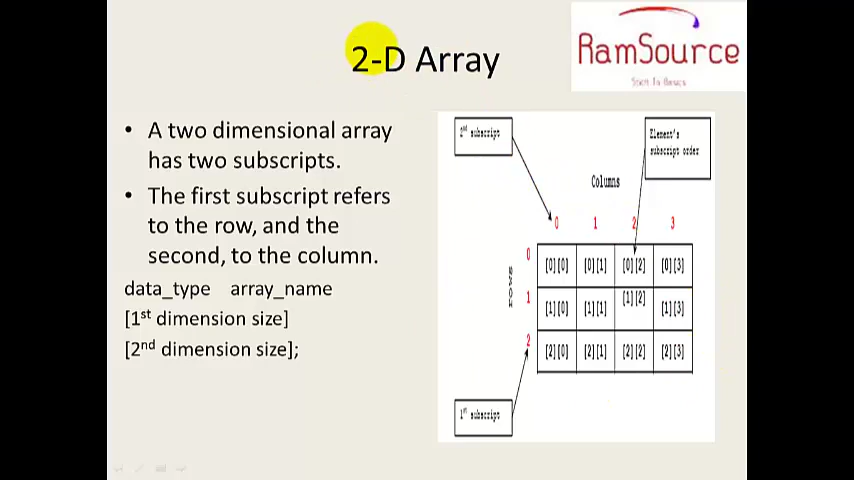 2-D Array
RamSource
Start To Basics
• A two dimensional array
has two subscripts.
• The first subscript refers
to the row, and the
second, to the column.
data_type array_name
[1st dimension size]
[2nd dimension size];
2nd subscript
Element's
subscript order
Columns
0 1 2 3
rows
0 [0][0] [0][1] [0][2] [0][3]
1 [1][0] [1][1] [1][2] [1][3]
2 [2][0] [2][1] [2][2] [2][3]
1st subscript